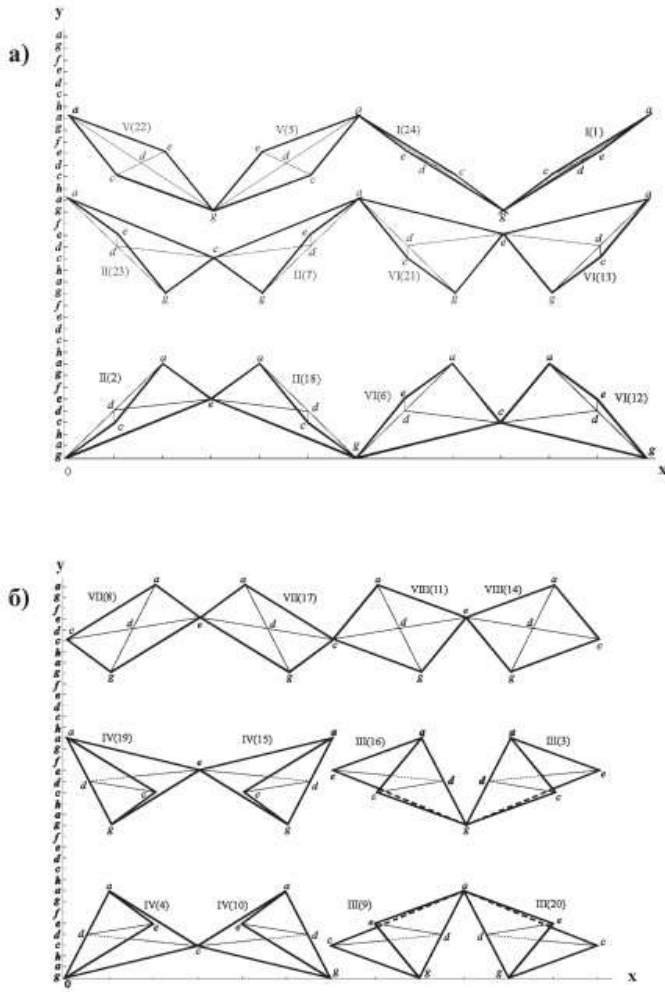 y
а)
a
g
f
e
d
c
h
a
g
f
e
d
c
h
a
g
f
e
d
c
h
a
g
f
e
d
c
h
a
g
f
e
d
c
h
a
g
a a a
V(22) V(5) I(24) I(1)
e e e e
d d d d
c c c c
g g
a a a
e e
c e
d d d d
c c
II(23) II(7) VI(21) VI(13)
g g g g
a a a a
II(2) II(18) VI(6) VI(12)
e e e
d d d d
c c c
g g
0
x
y
б)
a
g
f
e
d
c
h
a
g
f
e
d
c
h
a
g
f
e
d
c
h
a
g
f
e
d
c
h
a
g
a a a a
VII(8) VII(17) VIII(11) VIII(14)
e e
d d d d
c c c
g g g g
a a a a
IV(19) IV(15) III(16) III(3)
e e e
d d d d
c c c c
g g g
a a a
IV(4) IV(10) III(9) III(20)
e e e e
d d d d
c c c
g g g
0
x